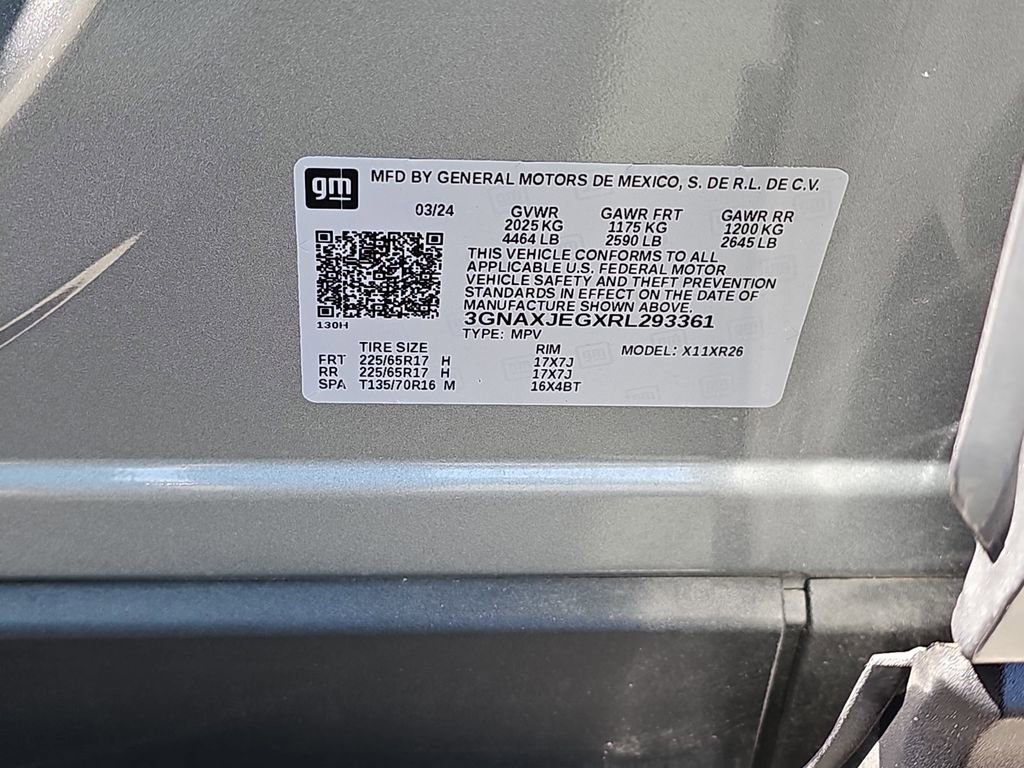 gm MFD BY GENERAL MOTORS DE MEXICO, S. DE R.L. DE C.V.
03/24 GVWR GAWR FRT GAWR RR
2025 KG 1175 KG 1200 KG
4464 LB 2590 LB 2645 LB
THIS VEHICLE CONFORMS TO ALL
APPLICABLE U.S. FEDERAL MOTOR
VEHICLE SAFETY AND THEFT PREVENTION
STANDARDS IN EFFECT ON THE DATE OF
MANUFACTURE SHOWN ABOVE.
130H 3GNAXJEGXRL293361
TYPE: MPV
TIRE SIZE RIM MODEL: X11XR26
FRT 225/65R17 H 17X7J
RR 225/65R17 H 17X7J
SPA T135/70R16 M 16X4BT